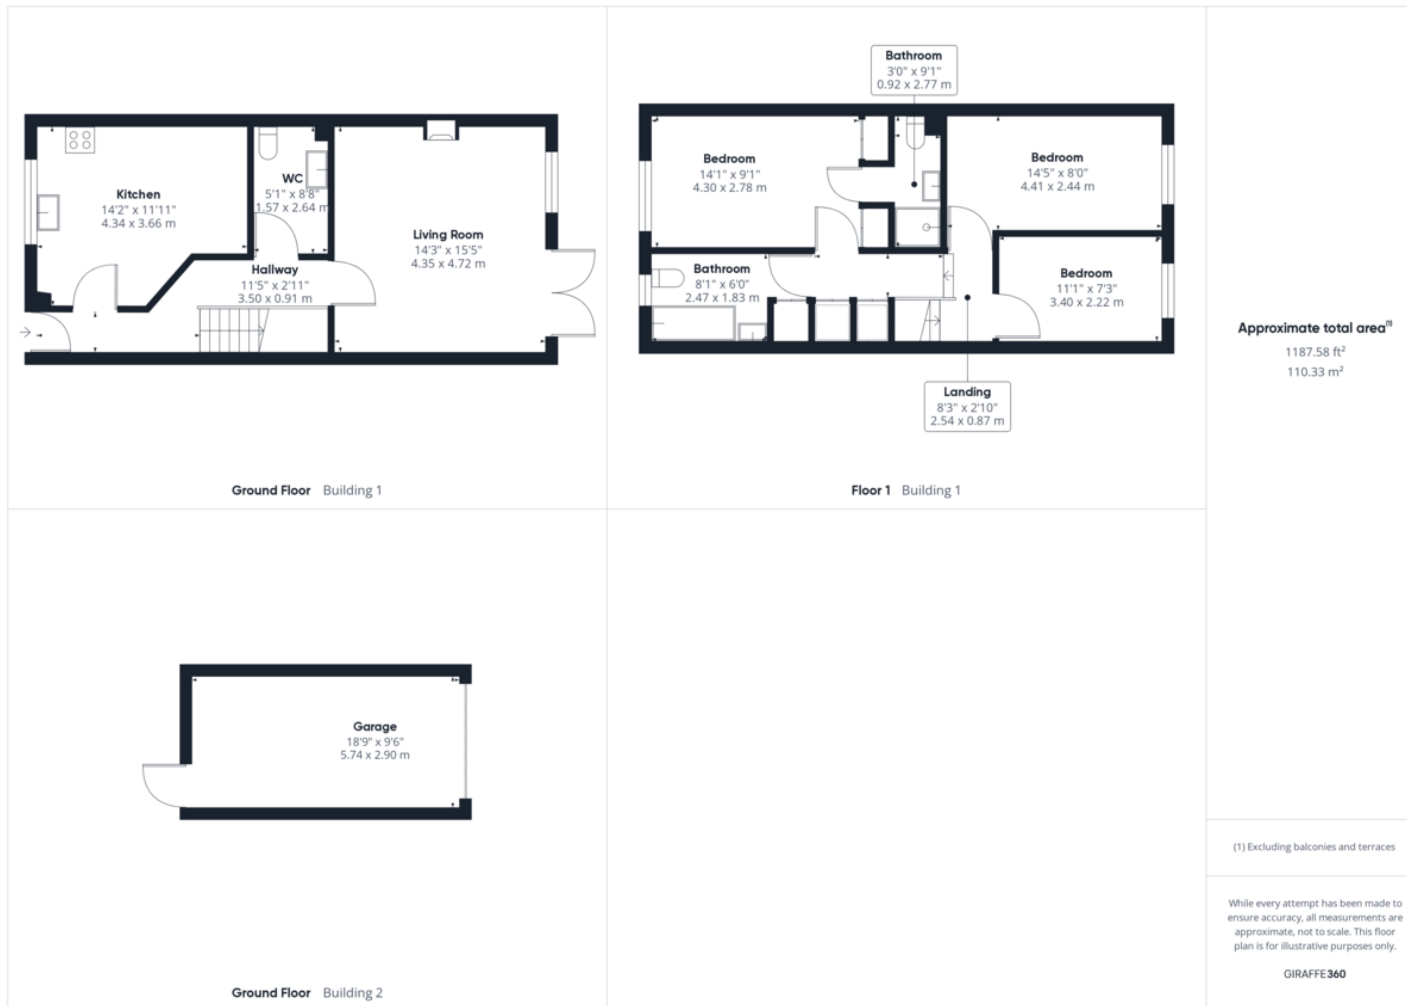 Kitchen
14'2" x 11'11"
4.34 x 3.66 m
WC
5'1" x 8'8"
1.57 x 2.64 m
Living Room
14'3" x 15'5"
4.35 x 4.72 m
Hallway
11'5" x 2'11"
3.50 x 0.91 m
Ground Floor Building 1
Bathroom
3'0" x 9'1"
0.92 x 2.77 m
Bedroom
14'1" x 9'1"
4.30 x 2.78 m
Bedroom
14'5" x 8'0"
4.41 x 2.44 m
Bathroom
8'1" x 6'0"
2.47 x 1.83 m
Bedroom
11'1" x 7'3"
3.40 x 2.22 m
Landing
8'3" x 2'10"
2.54 x 0.87 m
Floor 1 Building 1
Garage
18'9" x 9'6"
5.74 x 2.90 m
Ground Floor Building 2
Approximate total area⁽¹⁾
1187.58 ft²
110.33 m²
(1) Excluding balconies and terraces
While every attempt has been made to
ensure accuracy, all measurements are
approximate, not to scale. This floor
plan is for illustrative purposes only.
GIRAFFE360